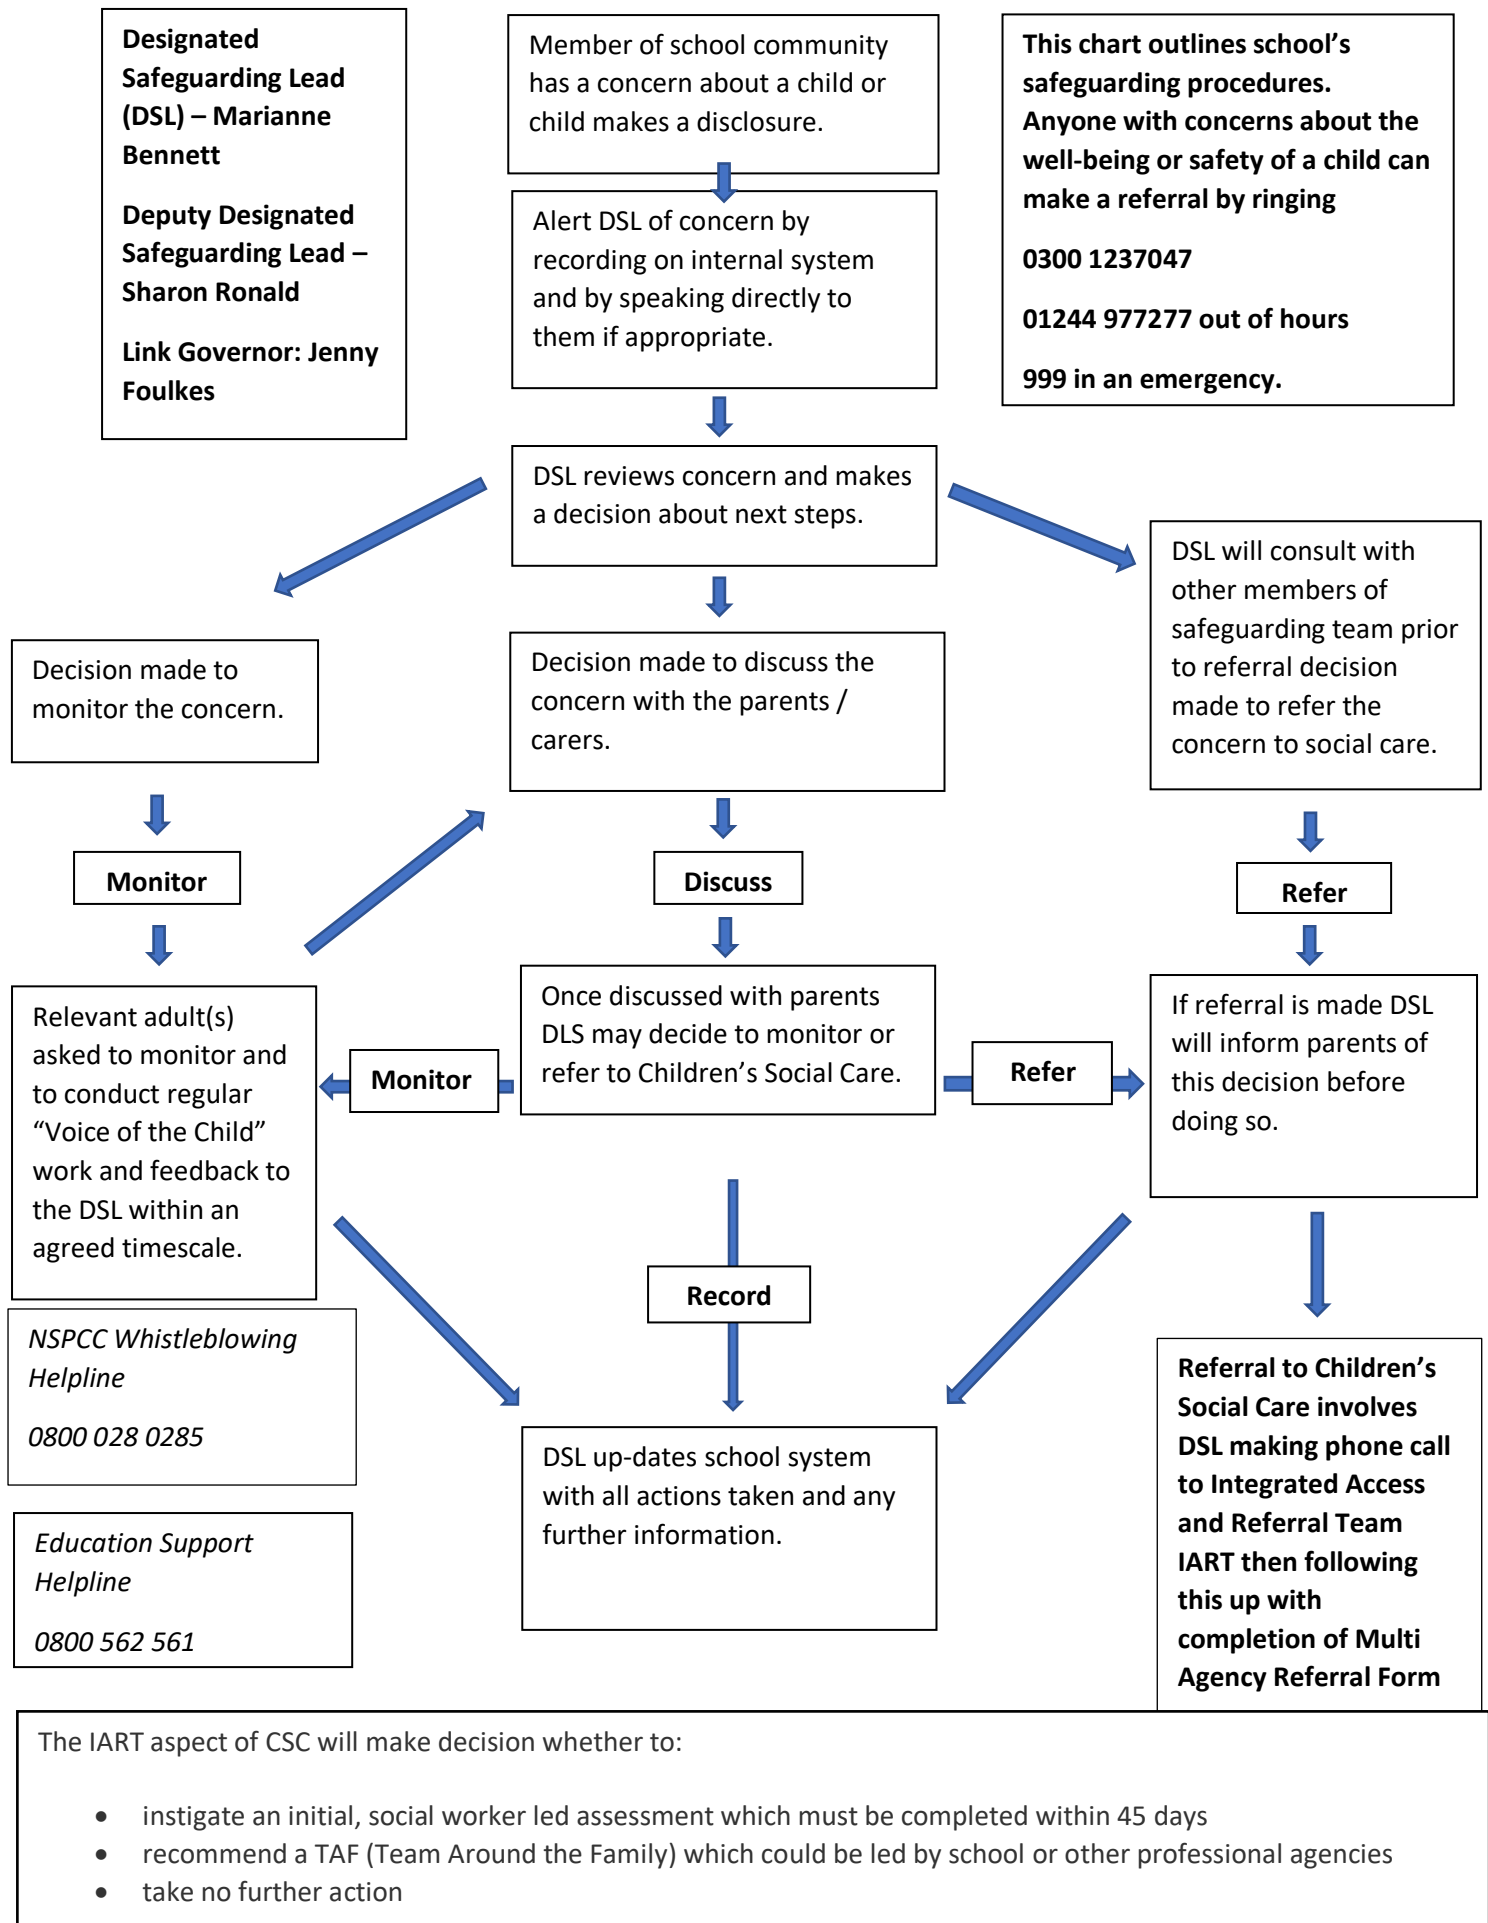 Designated
Safeguarding Lead
(DSL) – Marianne
Bennett
Deputy Designated
Safeguarding Lead –
Sharon Ronald
Link Governor: Jenny
Foulkes
Member of school community
has a concern about a child or
child makes a disclosure.
This chart outlines school’s
safeguarding procedures.
Anyone with concerns about the
well-being or safety of a child can
make a referral by ringing
0300 1237047
01244 977277 out of hours
999 in an emergency.
Alert DSL of concern by
recording on internal system
and by speaking directly to
them if appropriate.
DSL reviews concern and makes
a decision about next steps.
Decision made to
monitor the concern.
Decision made to discuss the
concern with the parents /
carers.
DSL will consult with
other members of
safeguarding team prior
to referral decision
made to refer the
concern to social care.
Monitor
Discuss
Refer
Relevant adult(s)
asked to monitor and
to conduct regular
“Voice of the Child”
work and feedback to
the DSL within an
agreed timescale.
Monitor
Once discussed with parents
DLS may decide to monitor or
refer to Children’s Social Care.
Refer
If referral is made DSL
will inform parents of
this decision before
doing so.
Record
NSPCC Whistleblowing
Helpline
0800 028 0285
Education Support
Helpline
0800 562 561
DSL up-dates school system
with all actions taken and any
further information.
Referral to Children’s
Social Care involves
DSL making phone call
to Integrated Access
and Referral Team
IART then following
this up with
completion of Multi
Agency Referral Form
The IART aspect of CSC will make decision whether to:
• instigate an initial, social worker led assessment which must be completed within 45 days
• recommend a TAF (Team Around the Family) which could be led by school or other professional agencies
• take no further action